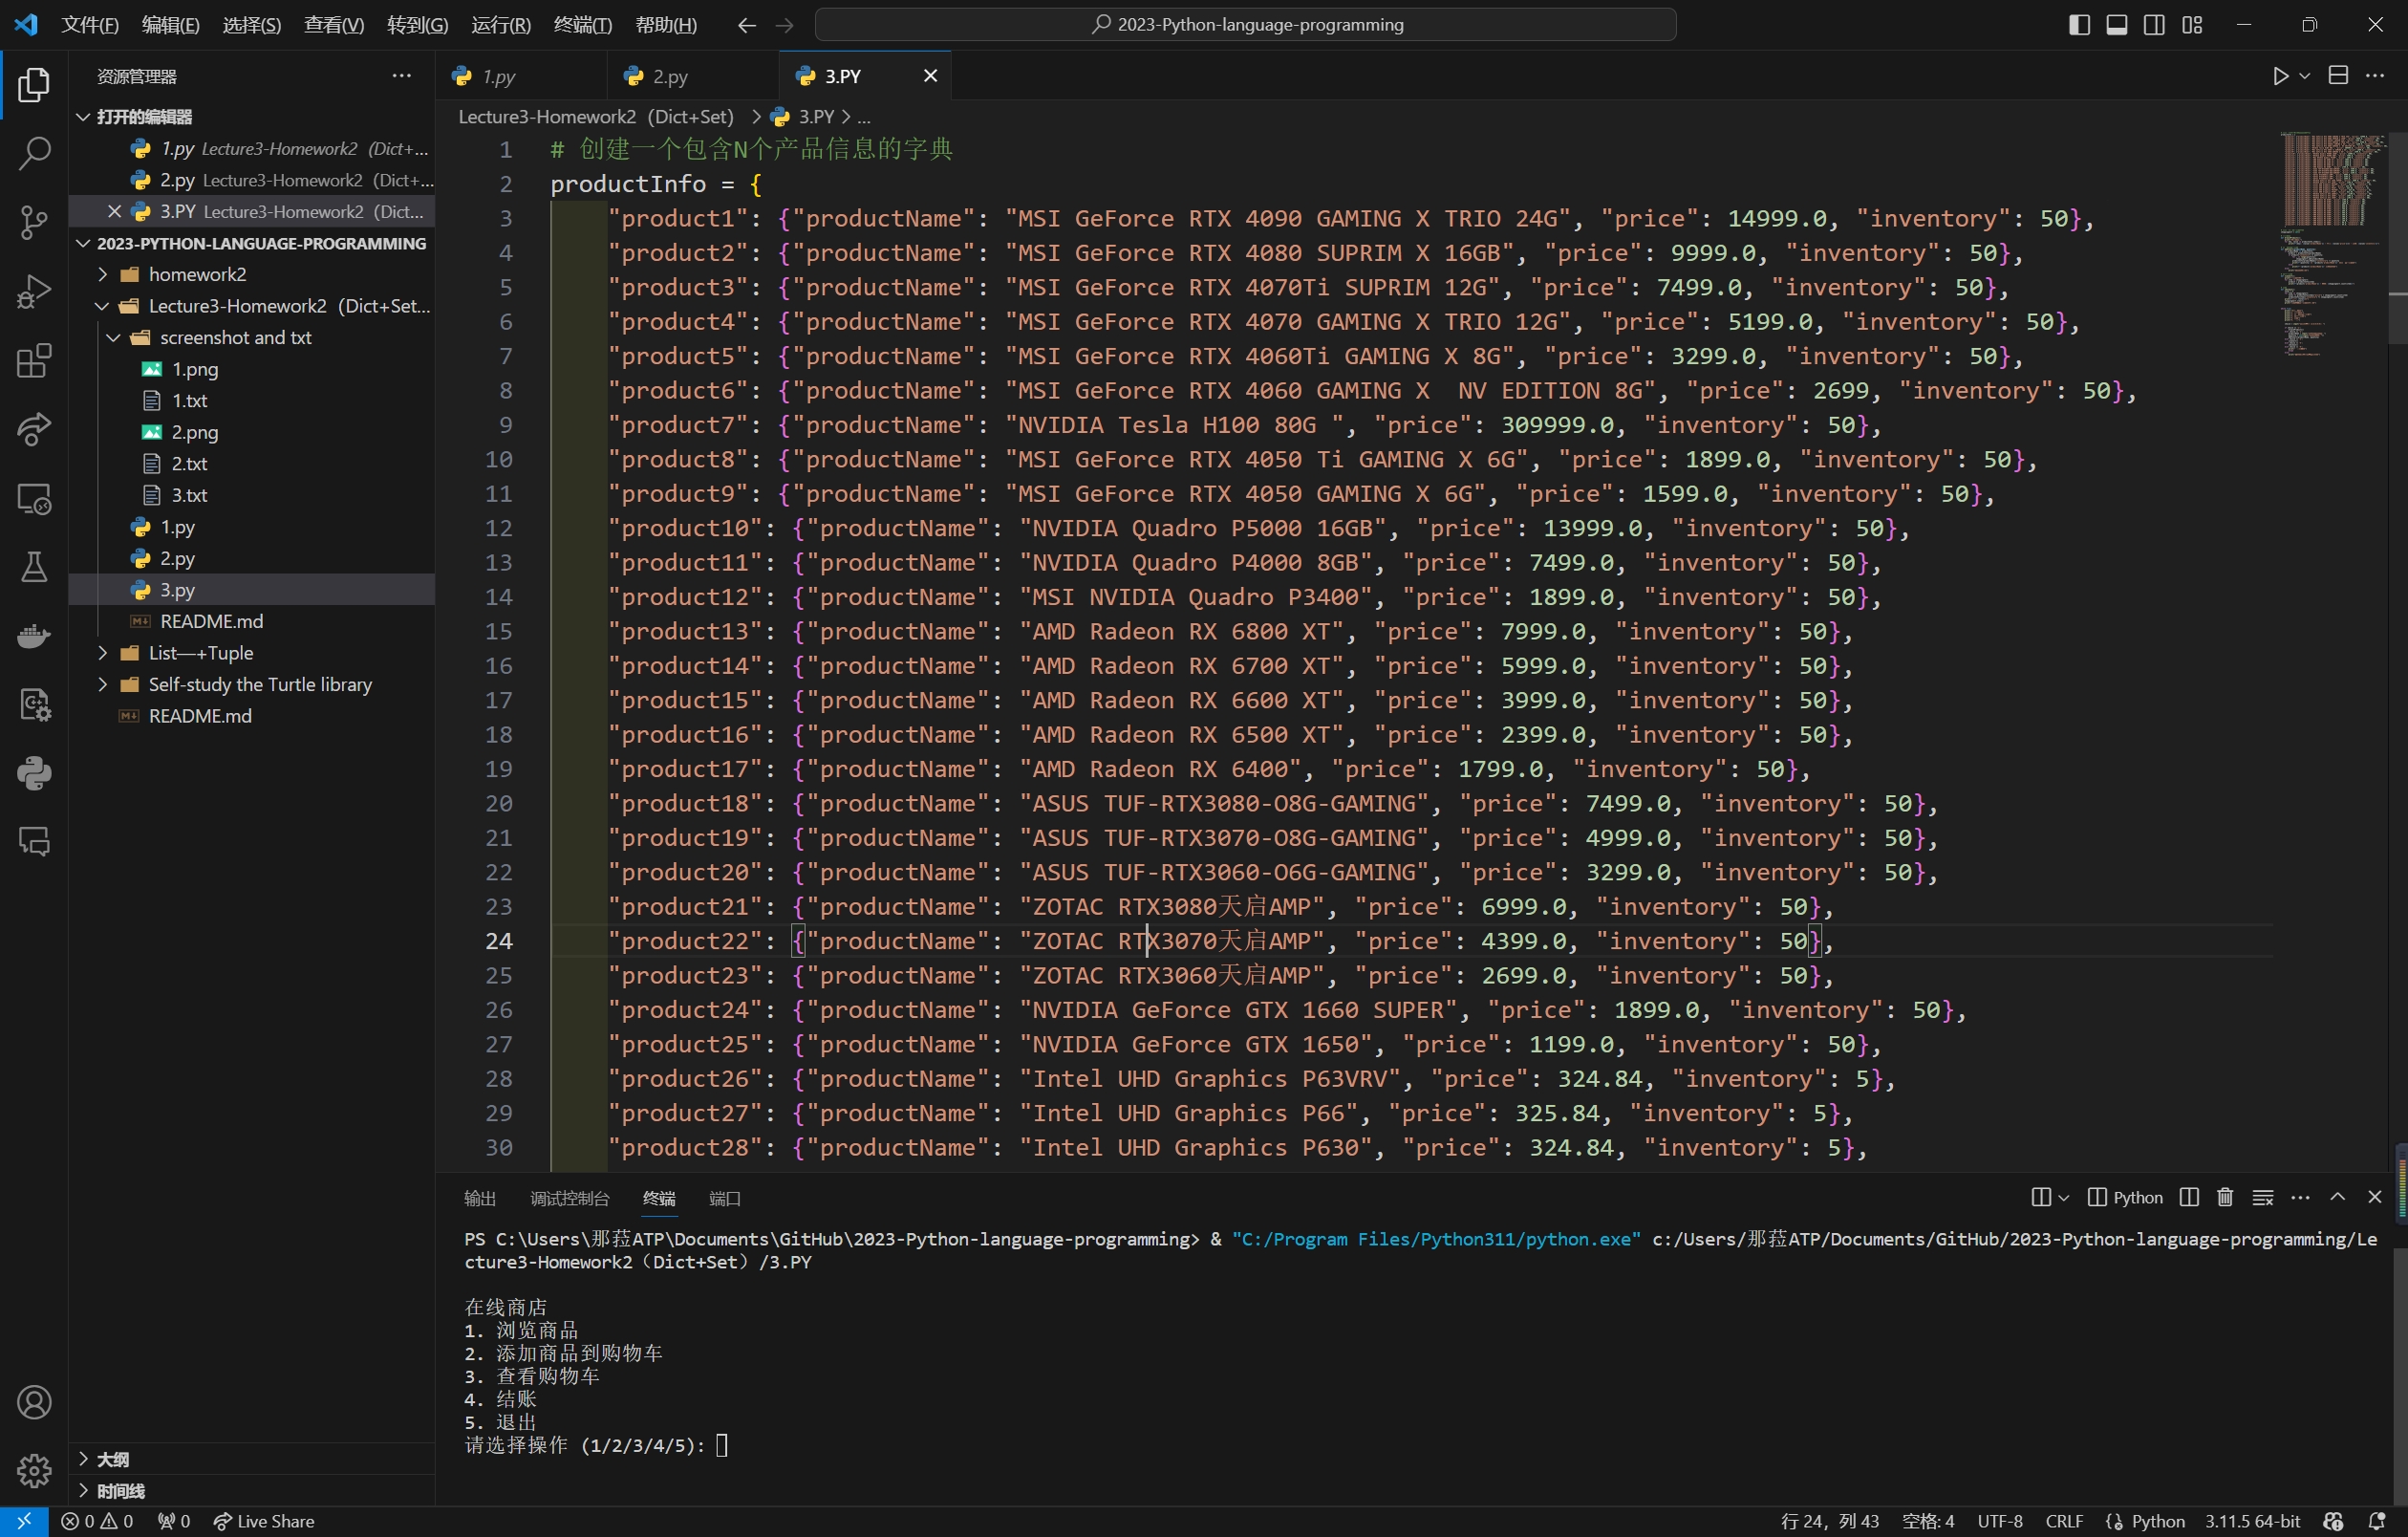 文件(F) 编辑(E) 选择(S) 查看(V) 转到(G) 运行(R) 终端(T) 帮助(H) 2023-Python-language-programming
资源管理器
打开的编辑器
1.py Lecture3-Homework2 (Dict+...
2.py Lecture3-Homework2 (Dict+...
3.PY Lecture3-Homework2 (Dict...
2023-PYTHON-LANGUAGE-PROGRAMMING
homework2
Lecture3-Homework2 (Dict+Set...
screenshot and txt
1.png
1.txt
2.png
2.txt
3.txt
1.py
2.py
3.py
README.md
List—+Tuple
Self-study the Turtle library
README.md
大纲
时间线
1.py 2.py 3.PY
Lecture3-Homework2 (Dict+Set) > 3.PY > ...
1 # 创建一个包含N个产品信息的字典
2 productInfo = {
3 "product1": {"productName": "MSI GeForce RTX 4090 GAMING X TRIO 24G", "price": 14999.0, "inventory": 50},
4 "product2": {"productName": "MSI GeForce RTX 4080 SUPRIM X 16GB", "price": 9999.0, "inventory": 50},
5 "product3": {"productName": "MSI GeForce RTX 4070Ti SUPRIM 12G", "price": 7499.0, "inventory": 50},
6 "product4": {"productName": "MSI GeForce RTX 4070 GAMING X TRIO 12G", "price": 5199.0, "inventory": 50},
7 "product5": {"productName": "MSI GeForce RTX 4060Ti GAMING X 8G", "price": 3299.0, "inventory": 50},
8 "product6": {"productName": "MSI GeForce RTX 4060 GAMING X  NV EDITION 8G", "price": 2699, "inventory": 50},
9 "product7": {"productName": "NVIDIA Tesla H100 80G ", "price": 309999.0, "inventory": 50},
10 "product8": {"productName": "MSI GeForce RTX 4050 Ti GAMING X 6G", "price": 1899.0, "inventory": 50},
11 "product9": {"productName": "MSI GeForce RTX 4050 GAMING X 6G", "price": 1599.0, "inventory": 50},
12 "product10": {"productName": "NVIDIA Quadro P5000 16GB", "price": 13999.0, "inventory": 50},
13 "product11": {"productName": "NVIDIA Quadro P4000 8GB", "price": 7499.0, "inventory": 50},
14 "product12": {"productName": "MSI NVIDIA Quadro P3400", "price": 1899.0, "inventory": 50},
15 "product13": {"productName": "AMD Radeon RX 6800 XT", "price": 7999.0, "inventory": 50},
16 "product14": {"productName": "AMD Radeon RX 6700 XT", "price": 5999.0, "inventory": 50},
17 "product15": {"productName": "AMD Radeon RX 6600 XT", "price": 3999.0, "inventory": 50},
18 "product16": {"productName": "AMD Radeon RX 6500 XT", "price": 2399.0, "inventory": 50},
19 "product17": {"productName": "AMD Radeon RX 6400", "price": 1799.0, "inventory": 50},
20 "product18": {"productName": "ASUS TUF-RTX3080-O8G-GAMING", "price": 7499.0, "inventory": 50},
21 "product19": {"productName": "ASUS TUF-RTX3070-O8G-GAMING", "price": 4999.0, "inventory": 50},
22 "product20": {"productName": "ASUS TUF-RTX3060-O6G-GAMING", "price": 3299.0, "inventory": 50},
23 "product21": {"productName": "ZOTAC RTX3080天启AMP", "price": 6999.0, "inventory": 50},
24 "product22": {"productName": "ZOTAC RTX3070天启AMP", "price": 4399.0, "inventory": 50},
25 "product23": {"productName": "ZOTAC RTX3060天启AMP", "price": 2699.0, "inventory": 50},
26 "product24": {"productName": "NVIDIA GeForce GTX 1660 SUPER", "price": 1899.0, "inventory": 50},
27 "product25": {"productName": "NVIDIA GeForce GTX 1650", "price": 1199.0, "inventory": 50},
28 "product26": {"productName": "Intel UHD Graphics P63VRV", "price": 324.84, "inventory": 5},
29 "product27": {"productName": "Intel UHD Graphics P66", "price": 325.84, "inventory": 5},
30 "product28": {"productName": "Intel UHD Graphics P630", "price": 324.84, "inventory": 5},
输出 调试控制台 终端 端口 Python
PS C:\Users\那菈ATP\Documents\GitHub\2023-Python-language-programming> & "C:/Program Files/Python311/python.exe" c:/Users/那菈ATP/Documents/GitHub/2023-Python-language-programming/Le
cture3-Homework2（Dict+Set）/3.PY
在线商店
1. 浏览商品
2. 添加商品到购物车
3. 查看购物车
4. 结账
5. 退出
请选择操作 (1/2/3/4/5):
0 0 0 Live Share 行 24，列 43 空格: 4 UTF-8 CRLF Python 3.11.5 64-bit